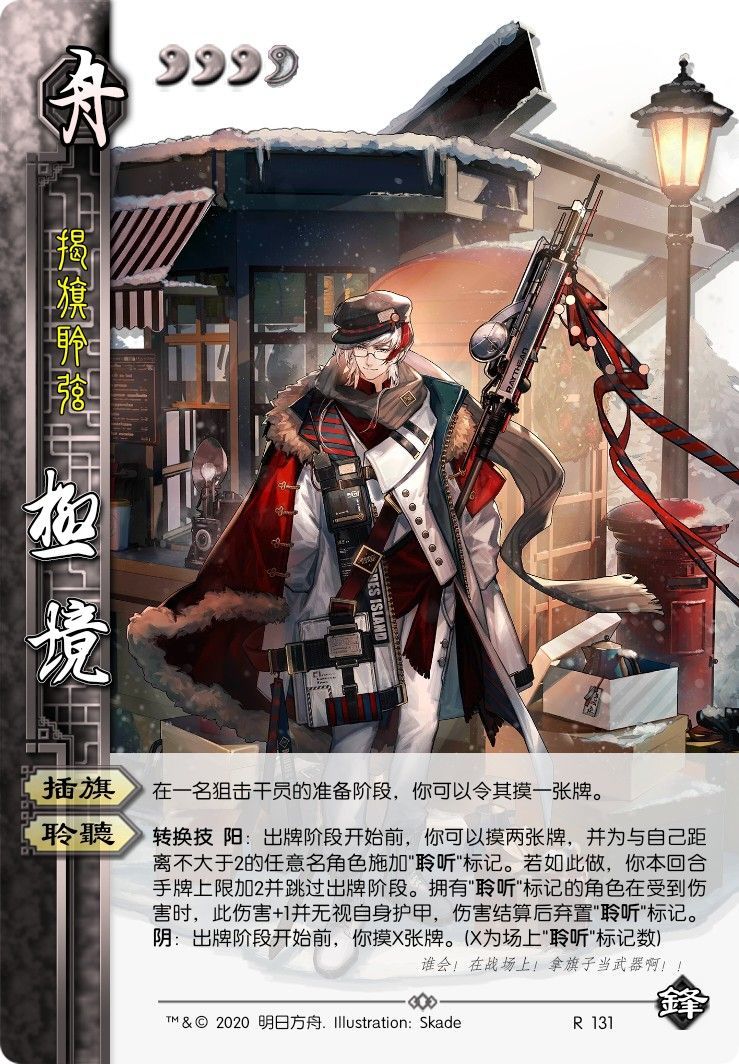 舟
揭旗聆弦
極境
RAYTHEAN
RHODES ISLAND
插旗
在一名狙击干员的准备阶段，你可以令其摸一张牌。
聆聽
转换技 阳：出牌阶段开始前，你可以摸两张牌，并为与自己距
离不大于2的任意名角色施加"聆听"标记。若如此做，你本回合
手牌上限加2并跳过出牌阶段。拥有"聆听"标记的角色在受到伤
害时，此伤害+1并无视自身护甲，伤害结算后弃置"聆听"标记。
阴：出牌阶段开始前，你摸X张牌。(X为场上"聆听"标记数)
谁会！在战场上！拿旗子当武器啊！！
鋒
™&© 2020 明日方舟. Illustration: Skade
R 131